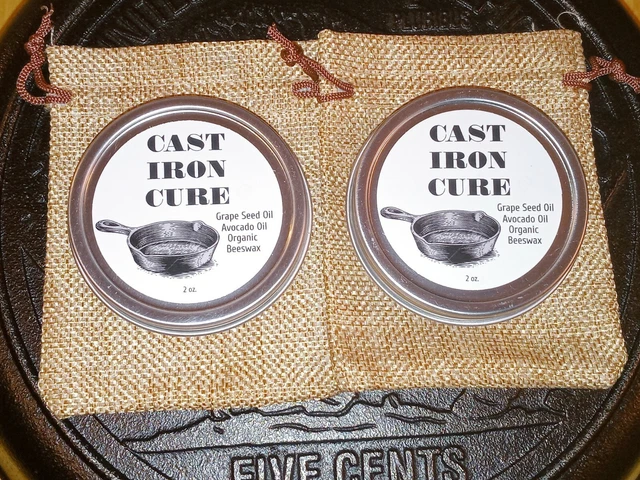 CAST
IRON
CURE
Grape Seed Oil
Avocado Oil
Organic
Beeswax
2 oz.
CAST
IRON
CURE
Grape Seed Oil
Avocado Oil
Organic
Beeswax
2 oz.
FIVE CENTS